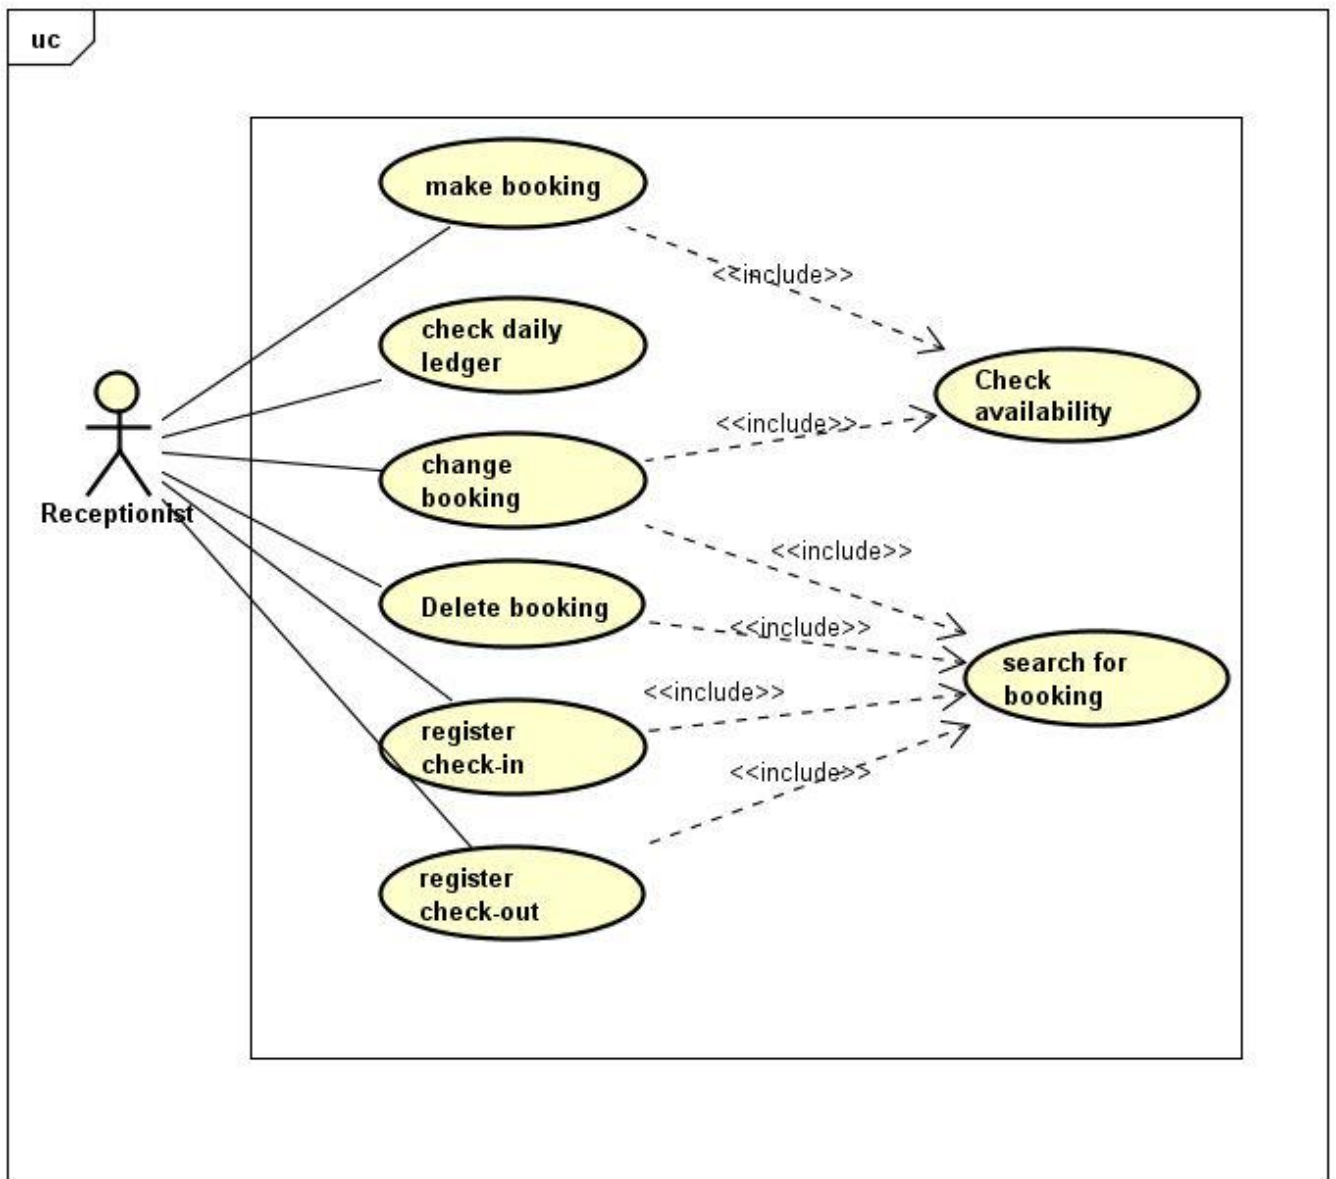 uc
make booking
<<include>>
check daily
ledger
Check
availability
<<include>>
change
booking
Receptionist
<<include>>
Delete booking
<<include>>
search for
booking
<<include>>
register
check-in
<<include>>
register
check-out